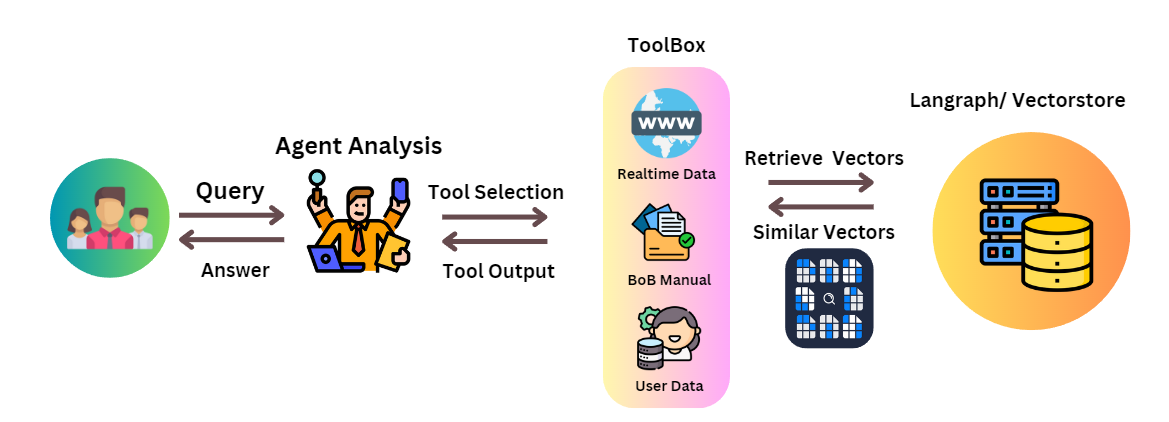 ToolBox
Langraph/ Vectorstore
Agent Analysis
WWW
Retrieve Vectors
Realtime Data
Query
Tool Selection
Similar Vectors
Answer
Tool Output
BoB Manual
User Data